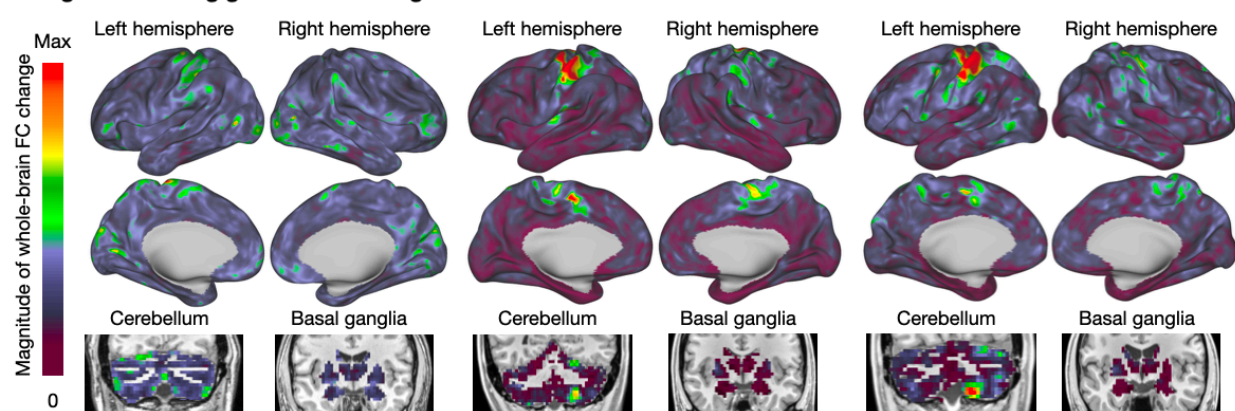 Max
Magnitude of whole-brain FC change
0
Left hemisphere
Right hemisphere
Left hemisphere
Right hemisphere
Left hemisphere
Right hemisphere
Cerebellum
Basal ganglia
Cerebellum
Basal ganglia
Cerebellum
Basal ganglia